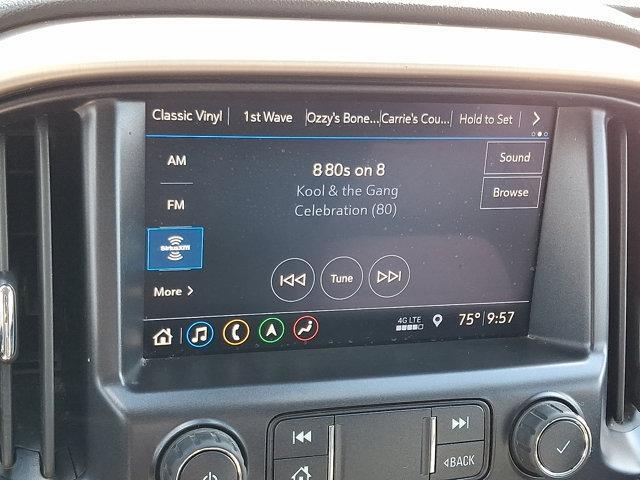 Classic Vinyl 1st Wave Ozzy's Bone... Carrie's Cou... Hold to Set
AM
FM
SiriusXM
More
8 80s on 8
Kool & the Gang
Celebration (80)
Sound
Browse
Tune
4G LTE
75° 9:57
BACK